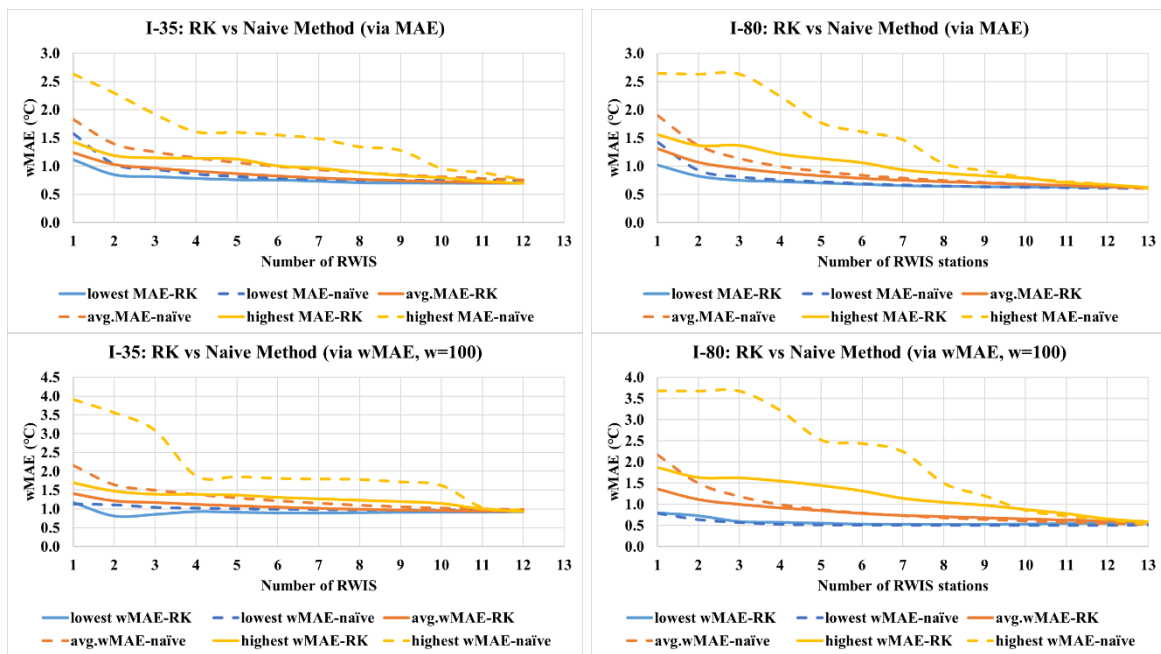 I-35: RK vs Naive Method (via MAE)
3.0
2.5
2.0
1.5
1.0
0.5
0.0
wMAE (°C)
1 2 3 4 5 6 7 8 9 10 11 12 13
Number of RWIS
lowest MAE-RK lowest MAE-naïve avg.MAE-RK
avg.MAE-naïve highest MAE-RK highest MAE-naïve
I-80: RK vs Naive Method (via MAE)
3.0
2.5
2.0
1.5
1.0
0.5
0.0
wMAE (°C)
1 2 3 4 5 6 7 8 9 10 11 12 13
Number of RWIS stations
lowest MAE-RK lowest MAE-naïve avg.MAE-RK
avg.MAE-naïve highest MAE-RK highest MAE-naïve
I-35: RK vs Naive Method (via wMAE, w=100)
4.5
4.0
3.5
3.0
2.5
2.0
1.5
1.0
0.5
0.0
wMAE (°C)
1 2 3 4 5 6 7 8 9 10 11 12 13
Number of RWIS
lowest wMAE-RK lowest wMAE-naïve avg.wMAE-RK
avg.wMAE-naïve highest wMAE-RK highest wMAE-naïve
I-80: RK vs Naive Method (via wMAE, w=100)
4.0
3.5
3.0
2.5
2.0
1.5
1.0
0.5
0.0
wMAE (°C)
1 2 3 4 5 6 7 8 9 10 11 12 13
Number of RWIS stations
lowest wMAE-RK lowest wMAE-naïve avg.wMAE-RK
avg.wMAE-naïve highest wMAE-RK highest wMAE-naïve